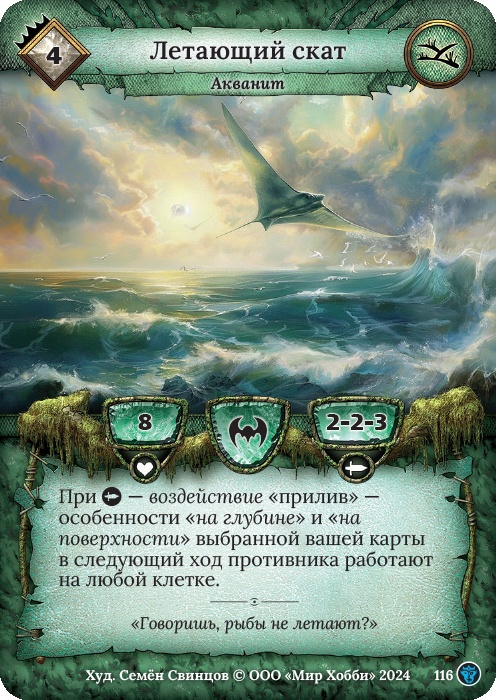 4
Летающий скат
Акванит
8
2-2-3
При — воздействие «прилив» —
особенности «на глубине» и «на
поверхности» выбранной вашей карты
в следующий ход противника работают
на любой клетке.
«Говоришь, рыбы не летают?»
Худ. Семён Свинцов © ООО «Мир Хобби» 2024
116